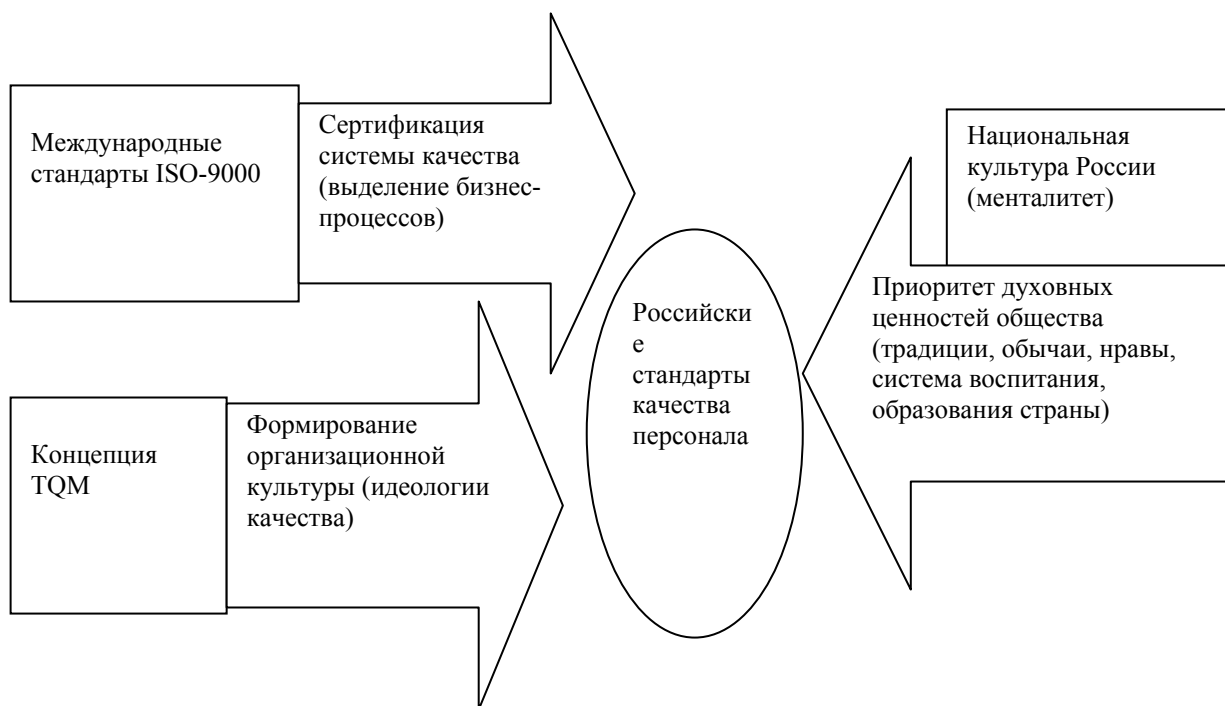 Международные
стандарты ISO-9000
Сертификация
системы качества
(выделение бизнес-
процессов)
Национальная
культура России
(менталитет)
Российски
е
стандарты
качества
персонала
Приоритет духовных
ценностей общества
(традиции, обычаи, нравы,
система воспитания,
образования страны)
Концепция
TQM
Формирование
организационной
культуры (идеологии
качества)